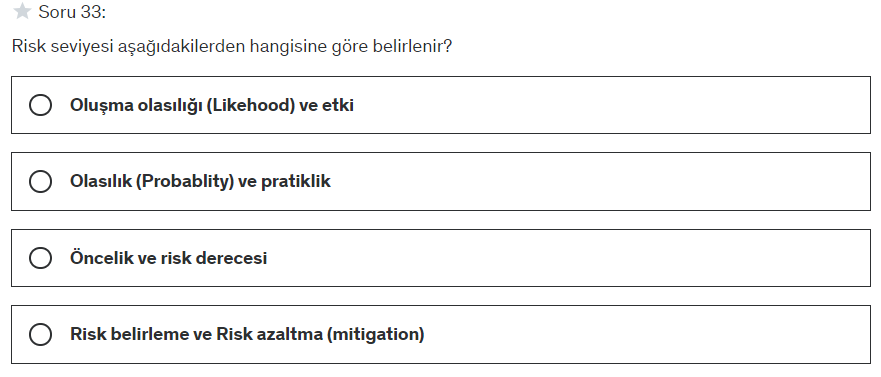 Soru 33:
Risk seviyesi aşağıdakilerden hangisine göre belirlenir?
Oluşma olasılığı (Likehood) ve etki
Olasılık (Probablity) ve pratiklik
Öncelik ve risk derecesi
Risk belirleme ve Risk azaltma (mitigation)